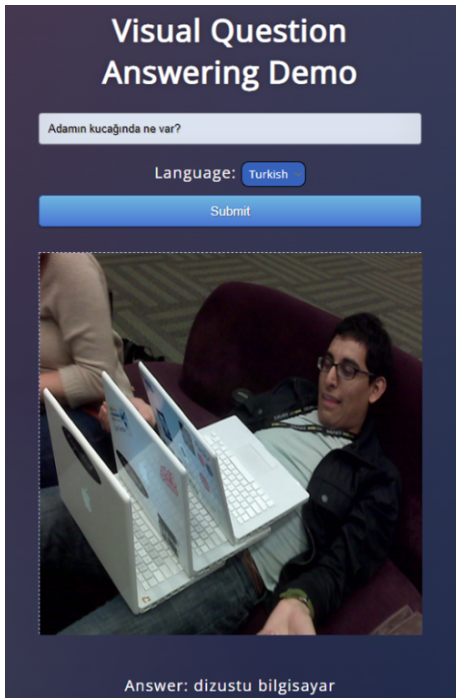 Visual Question
Answering Demo
Adamın kucağında ne var?
Language: Turkish
Submit
Answer: dizustu bilgisayar